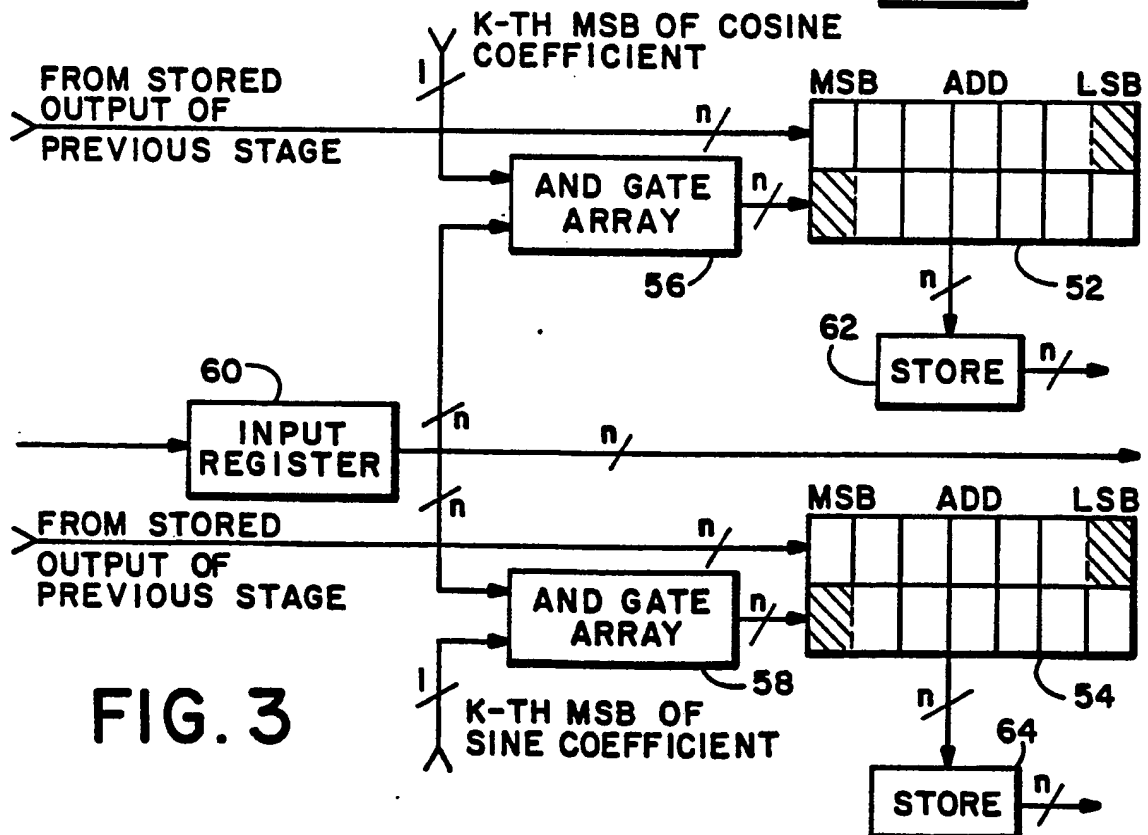 K-TH MSB OF COSINE
COEFFICIENT
1
FROM STORED
OUTPUT OF
PREVIOUS STAGE
n
MSB ADD LSB
AND GATE
ARRAY
n
56
52
n
62
STORE
n
60
INPUT
REGISTER
n
n
n
MSB ADD LSB
FROM STORED
OUTPUT OF
PREVIOUS STAGE
n
AND GATE
ARRAY
n
58
54
1
K-TH MSB OF
SINE COEFFICIENT
n
64
STORE
n
FIG. 3